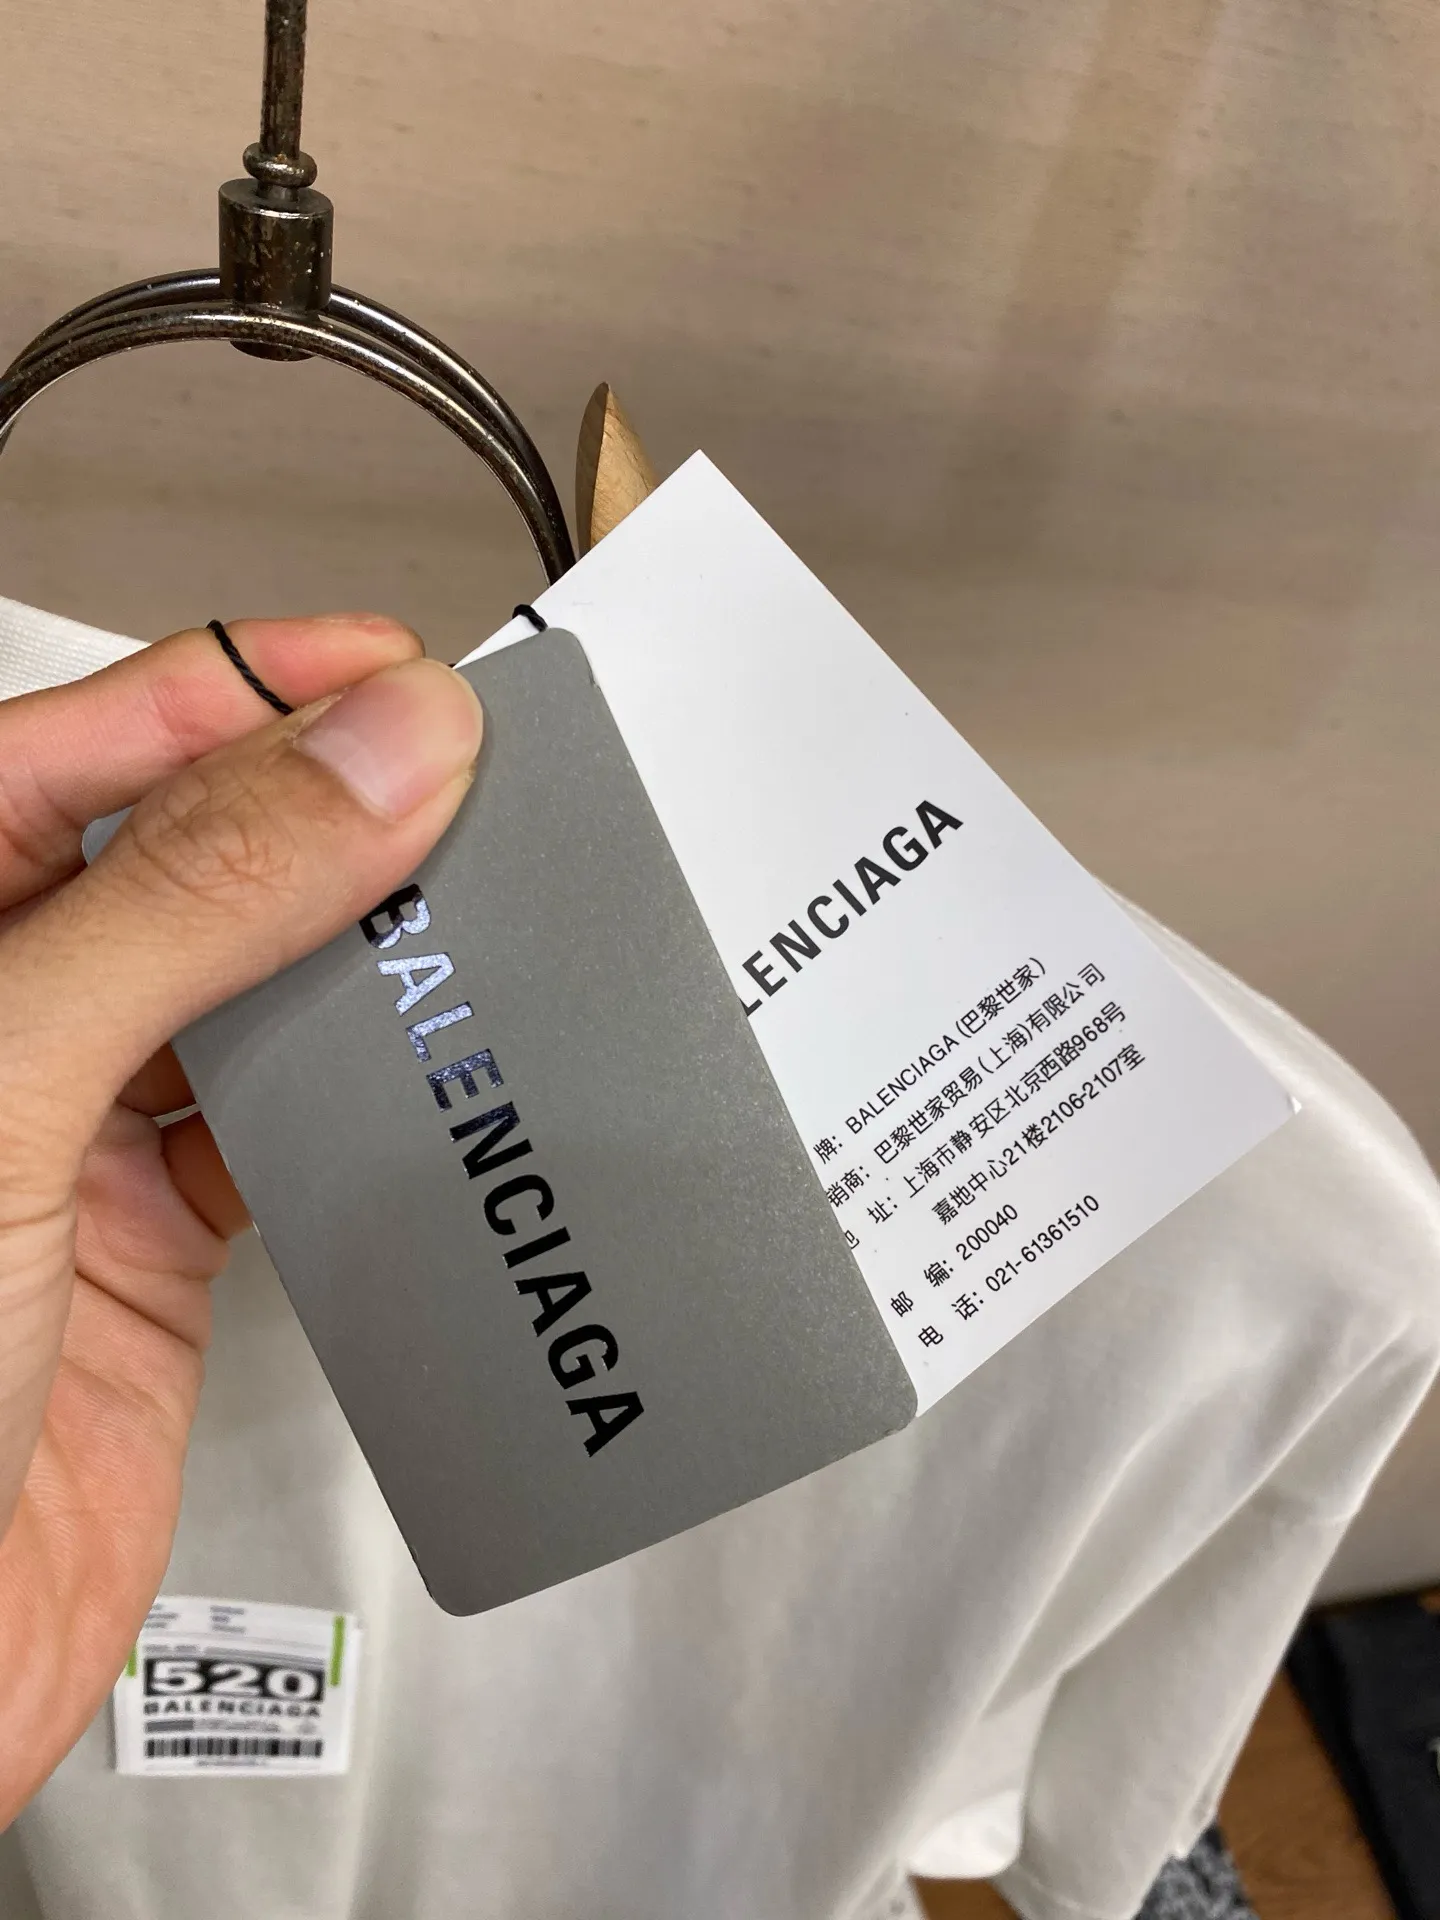 BALENCIAGA
LENCIAGA
牌：BALENCIAGA (巴黎世家)
销商：巴黎世家贸易(上海)有限公司
址：上海市静安区北京西路968号
嘉地中心21楼2106-2107室
邮 编：200040
电 话：021-61361510
520
BALENCIAGA